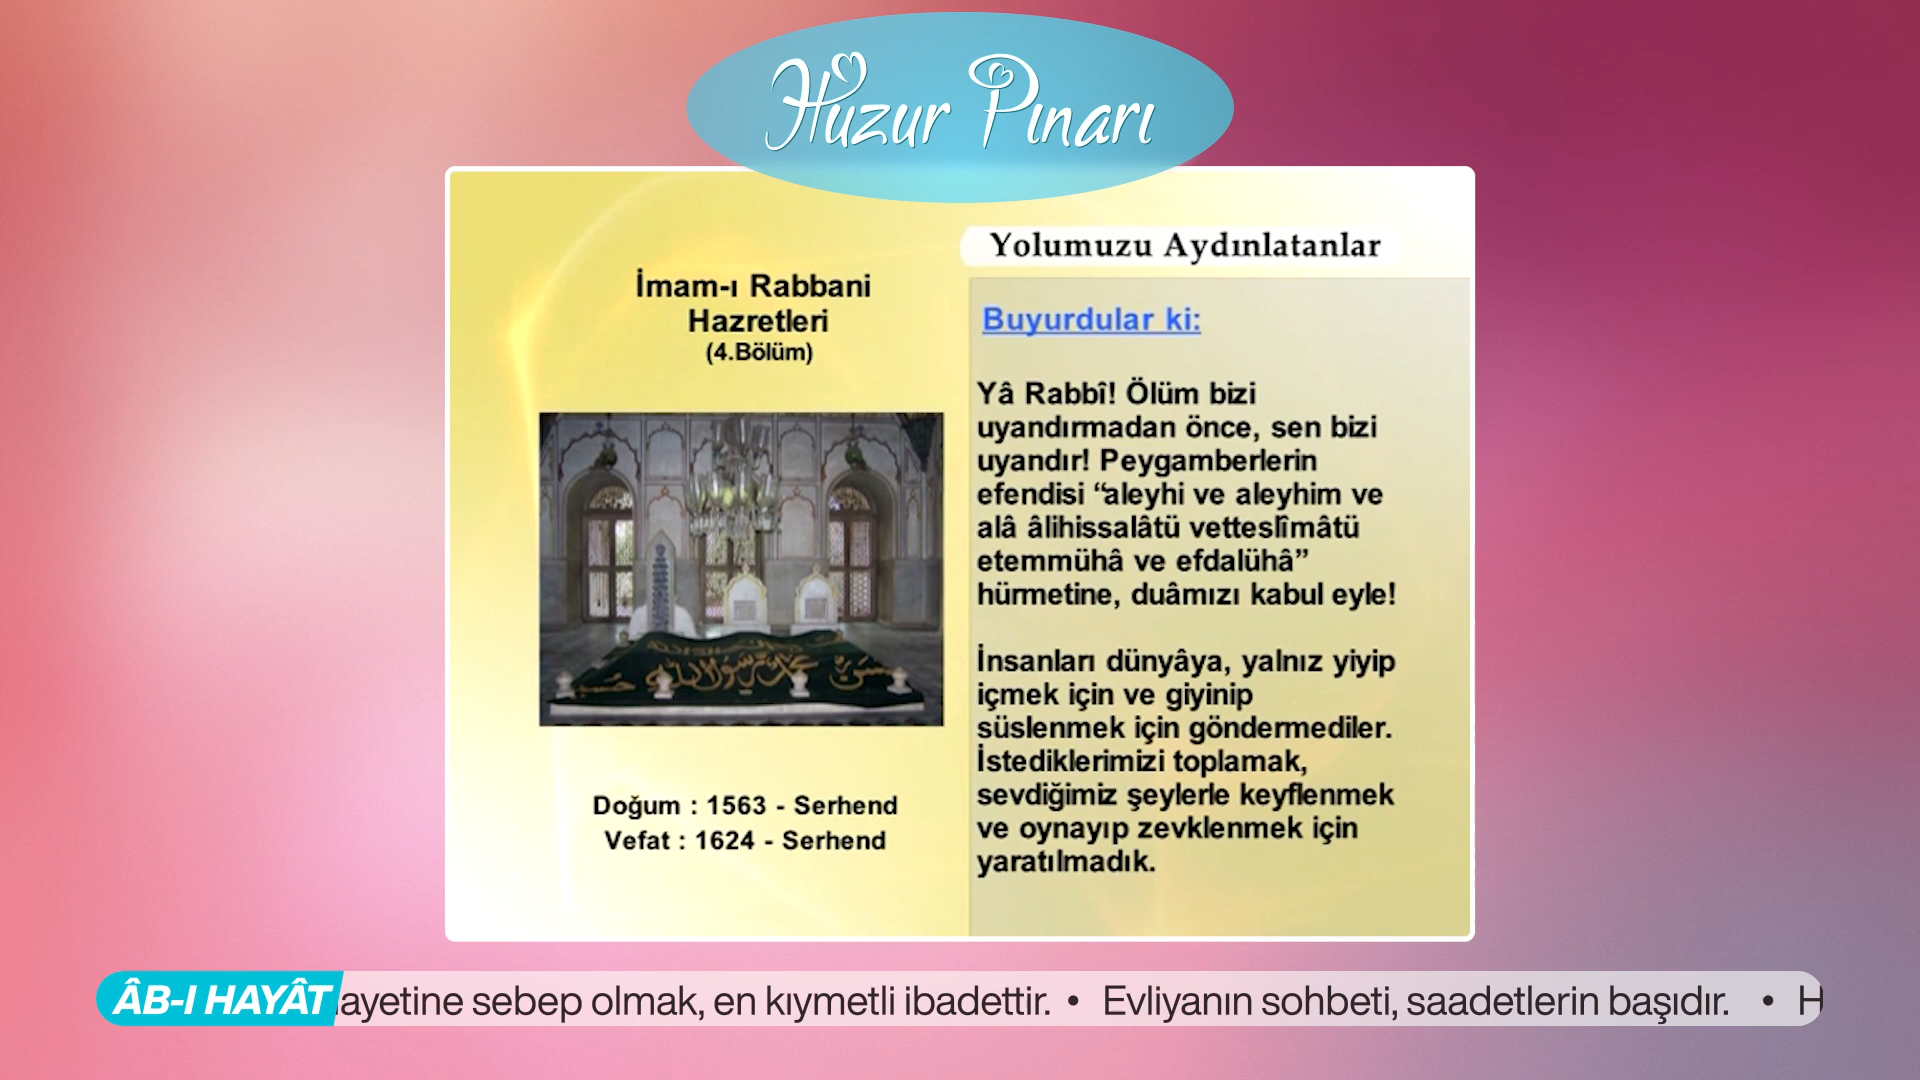 Huzur Pınarı
Yolumuzu Aydınlatanlar
İmam-ı Rabbani
Hazretleri
(4.Bölüm)
Doğum : 1563 - Serhend
Vefat : 1624 - Serhend
Buyurdular ki:
Yâ Rabbî! Ölüm bizi
uyandırmadan önce, sen bizi
uyandır! Peygamberlerin
efendisi “aleyhi ve aleyhim ve
alâ âlihissalâtü vetteslîmâtü
etemmühâ ve efdalühâ”
hürmetine, duâmızı kabul eyle!
İnsanları dünyâya, yalnız yiyip
içmek için ve giyinip
süslenmek için göndermediler.
İstediklerimizi toplamak,
sevdiğimiz şeylerle keyflenmek
ve oynayıp zevklenmek için
yaratılmadık.
ÂB-I HAYÂT ayetine sebep olmak, en kıymetli ibadettir. • Evliyanın sohbeti, saadetlerin başıdır. • H